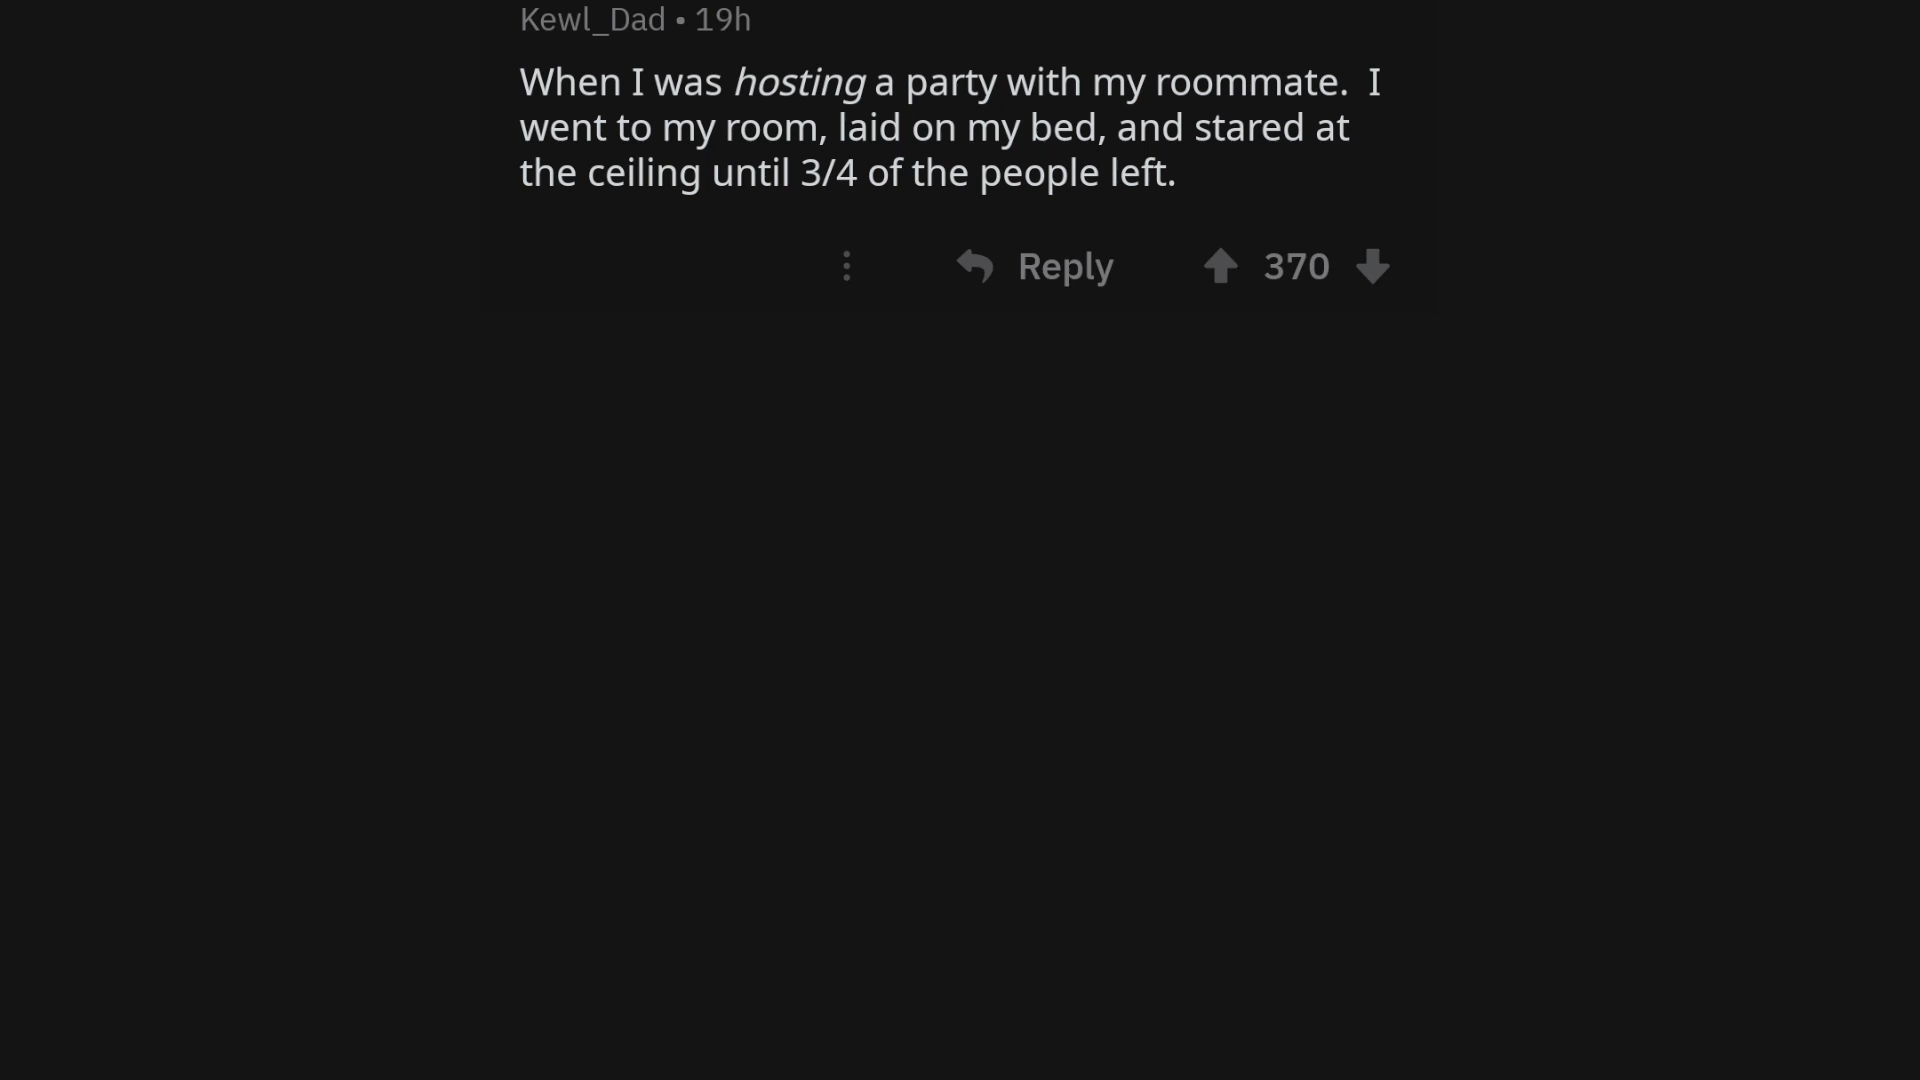 Kewl_Dad • 19h
When I was hosting a party with my roommate.  I
went to my room, laid on my bed, and stared at
the ceiling until 3/4 of the people left.
Reply 370